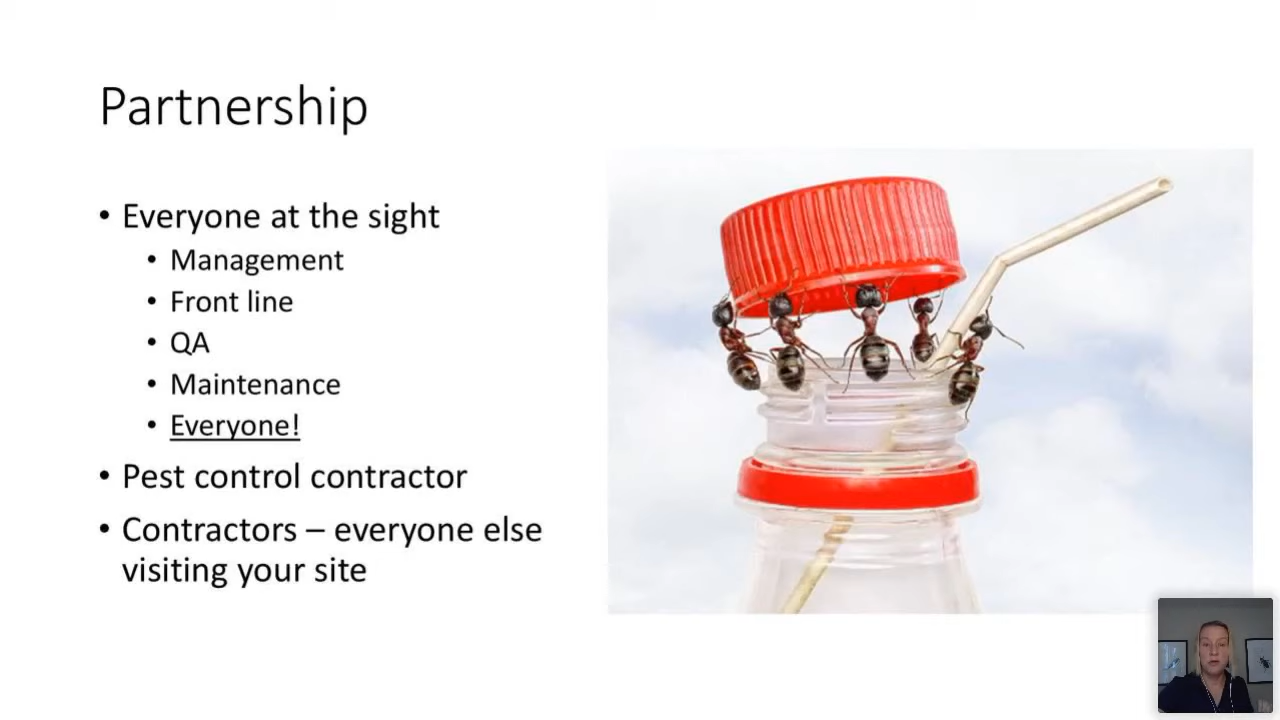 Partnership
• Everyone at the sight
• Management
• Front line
• QA
• Maintenance
• Everyone!
• Pest control contractor
• Contractors – everyone else
visiting your site